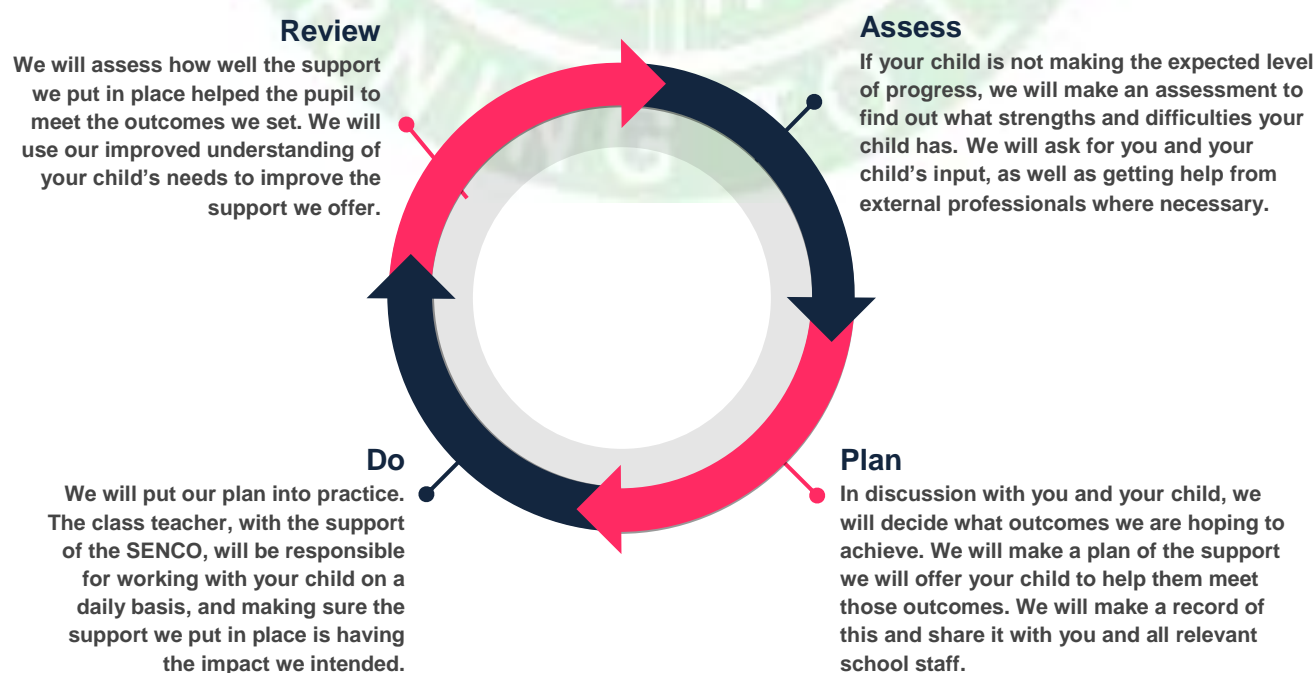 Review
We will assess how well the support
we put in place helped the pupil to
meet the outcomes we set. We will
use our improved understanding of
your child’s needs to improve the
support we offer.
Assess
If your child is not making the expected level
of progress, we will make an assessment to
find out what strengths and difficulties your
child has. We will ask for you and your
child’s input, as well as getting help from
external professionals where necessary.
Do
We will put our plan into practice.
The class teacher, with the support
of the SENCO, will be responsible
for working with your child on a
daily basis, and making sure the
support we put in place is having
the impact we intended.
Plan
In discussion with you and your child, we
will decide what outcomes we are hoping to
achieve. We will make a plan of the support
we will offer your child to help them meet
those outcomes. We will make a record of
this and share it with you and all relevant
school staff.